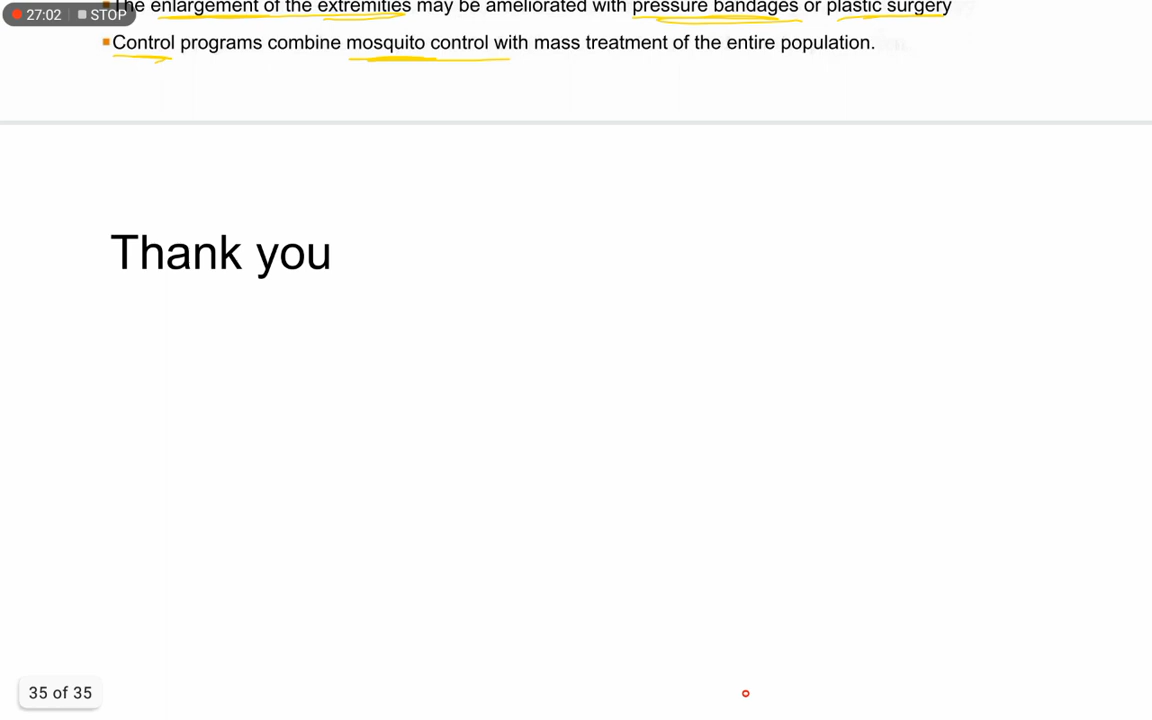 The enlargement of the extremities may be ameliorated with pressure bandages or plastic surgery
27:02 STOP
Control programs combine mosquito control with mass treatment of the entire population.
Thank you
35 of 35